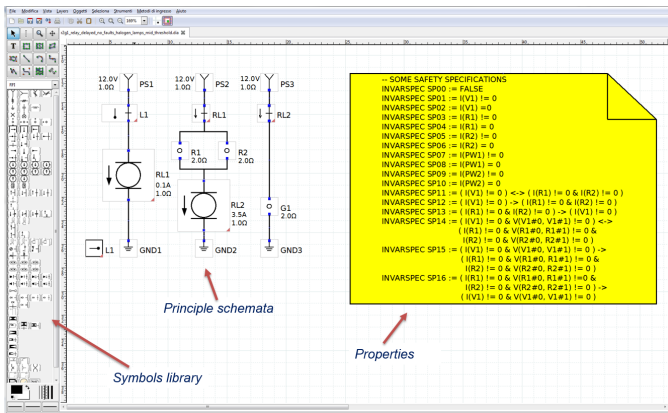 File Modifica Vista Layers Oggetti Seleziona Strumenti Metodi di ingresso Aiuto
100%
12.0V
1.0Ω
PS1
12.0V
1.0Ω
PS2
12.0V
1.0Ω
PS3
L1
RL1
RL2
R1
2.0Ω
R2
2.0Ω
RL1
0.1A
1.0Ω
RL2
3.5A
1.0Ω
G1
2.0Ω
L1
GND1
GND2
GND3
-- SOME SAFETY SPECIFICATIONS
INVARSPEC SP00 := FALSE
INVARSPEC SP01 := I(V1) != 0
INVARSPEC SP02 := I(V1) =0
INVARSPEC SP03 := I(R1) != 0
INVARSPEC SP04 := I(R1) = 0
INVARSPEC SP05 := I(R2) != 0
INVARSPEC SP06 := I(R2) = 0
INVARSPEC SP07 := I(PW1) != 0
INVARSPEC SP08 := I(PW1) = 0
INVARSPEC SP09 := I(PW2) != 0
INVARSPEC SP10 := I(PW2) = 0
INVARSPEC SP11 := ( I(V1) != 0 ) <-> ( I(R1) != 0 & I(R2) != 0 )
INVARSPEC SP12 := ( I(V1) != 0 ) -> ( I(R1) != 0 & I(R2) != 0 )
INVARSPEC SP13 := ( I(R1) != 0 & I(R2) != 0 ) -> ( I(V1) != 0 )
INVARSPEC SP14 := ( I(V1) != 0 & V(V1#0, V1#1) != 0 ) <->
( I(R1) != 0 & V(R1#0, R1#1) != 0 &
I(R2) != 0 & V(R2#0, R2#1) != 0 )
INVARSPEC SP15 := ( I(V1) != 0 & V(V1#0, V1#1) != 0 ) ->
( I(R1) != 0 & V(R1#0, R1#1) != 0 &
I(R2) != 0 & V(R2#0, R2#1) != 0 )
INVARSPEC SP16 := ( I(R1) != 0 & V(R1#0, R1#1) !=0 &
I(R2) != 0 & V(R2#0, R2#1) != 0 ) ->
( I(V1) != 0 & V(V1#0, V1#1) != 0 )
Principle schemata
Properties
Symbols library